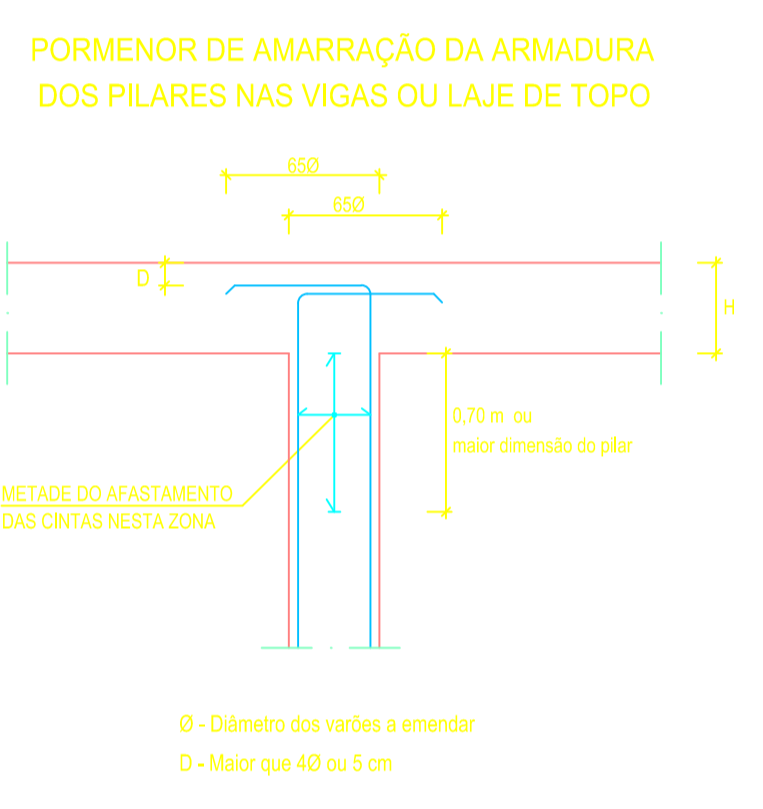 PORMENOR DE AMARRAÇÃO DA ARMADURA
DOS PILARES NAS VIGAS OU LAJE DE TOPO
65Ø
65Ø
D
H
0,70 m ou
maior dimensão do pilar
METADE DO AFASTAMENTO
DAS CINTAS NESTA ZONA
Ø - Diâmetro dos varões a emendar
D - Maior que 4Ø ou 5 cm